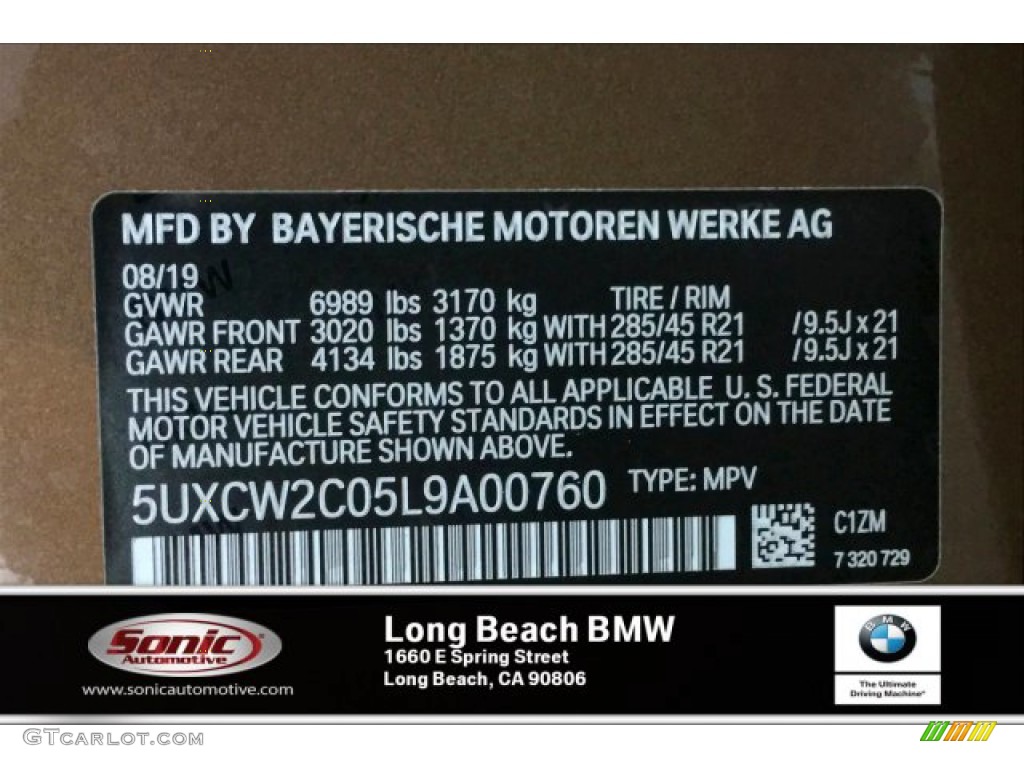 MFD BY BAYERISCHE MOTOREN WERKE AG
08/19
GVWR 6989 lbs 3170 kg TIRE / RIM
GAWR FRONT 3020 lbs 1370 kg WITH 285/45 R21 / 9.5J x 21
GAWR REAR 4134 lbs 1875 kg WITH 285/45 R21 / 9.5J x 21
THIS VEHICLE CONFORMS TO ALL APPLICABLE U. S. FEDERAL
MOTOR VEHICLE SAFETY STANDARDS IN EFFECT ON THE DATE
OF MANUFACTURE SHOWN ABOVE.
5UXCW2C05L9A00760 TYPE: MPV
C1ZM
7 320 729
Sonic
Automotive
www.sonicautomotive.com
Long Beach BMW
1660 E Spring Street
Long Beach, CA 90806
BMW
The Ultimate
Driving Machine®
GTCARLOT.COM